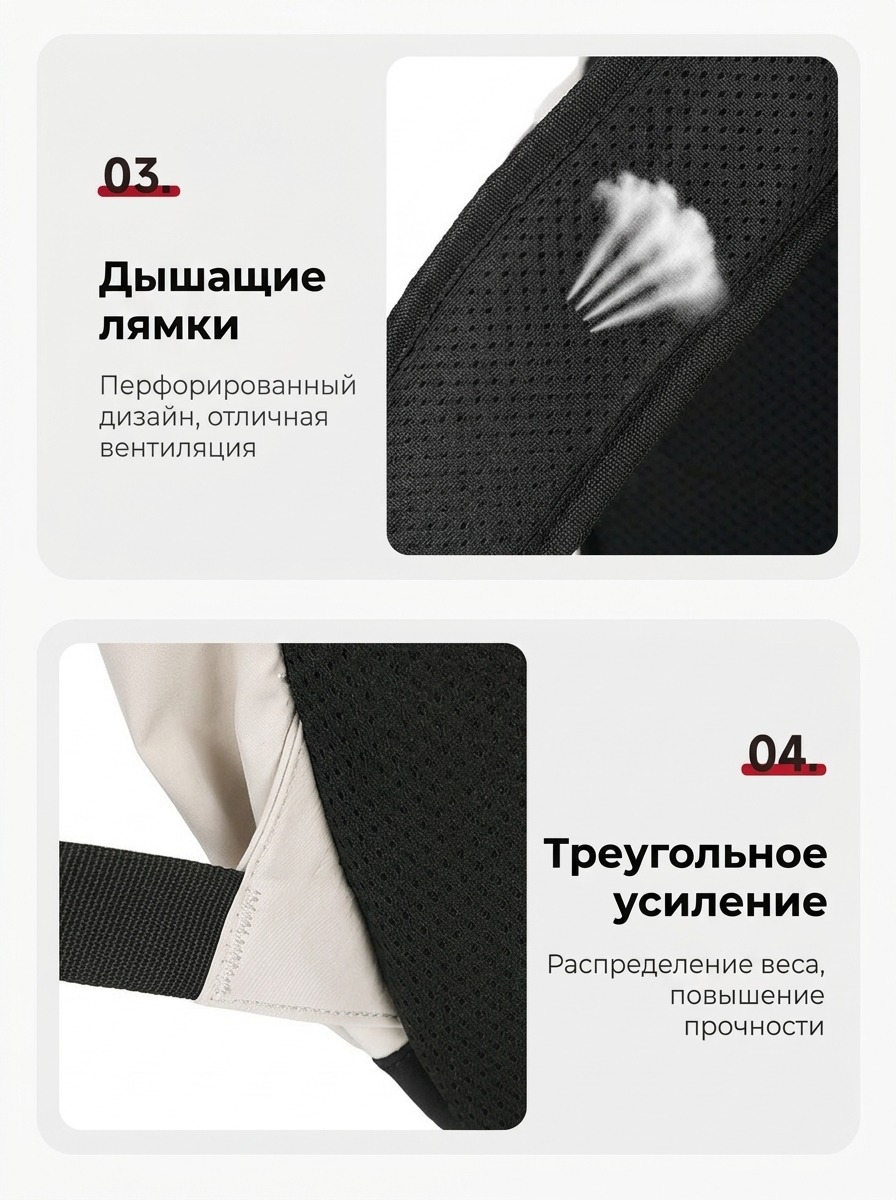 03.
Дышащие
лямки
Перфорированный
дизайн, отличная
вентиляция
04.
Треугольное
усиление
Распределение веса,
повышение
прочности